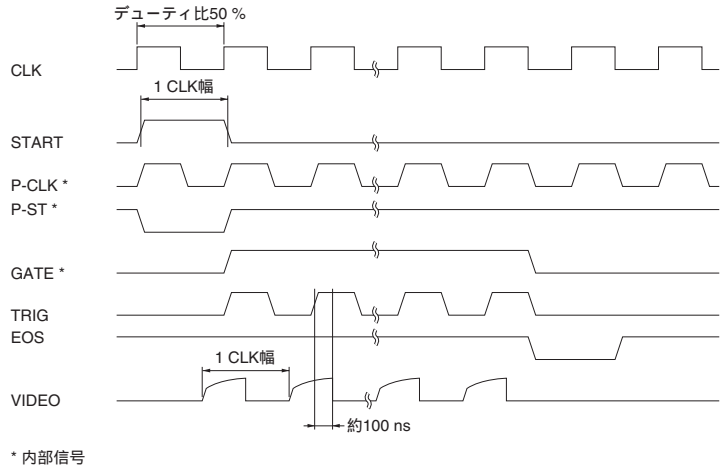 デューティ比50 %
CLK
1 CLK幅
START
P-CLK *
P-ST *
GATE *
TRIG
EOS
1 CLK幅
VIDEO
約100 ns
* 内部信号